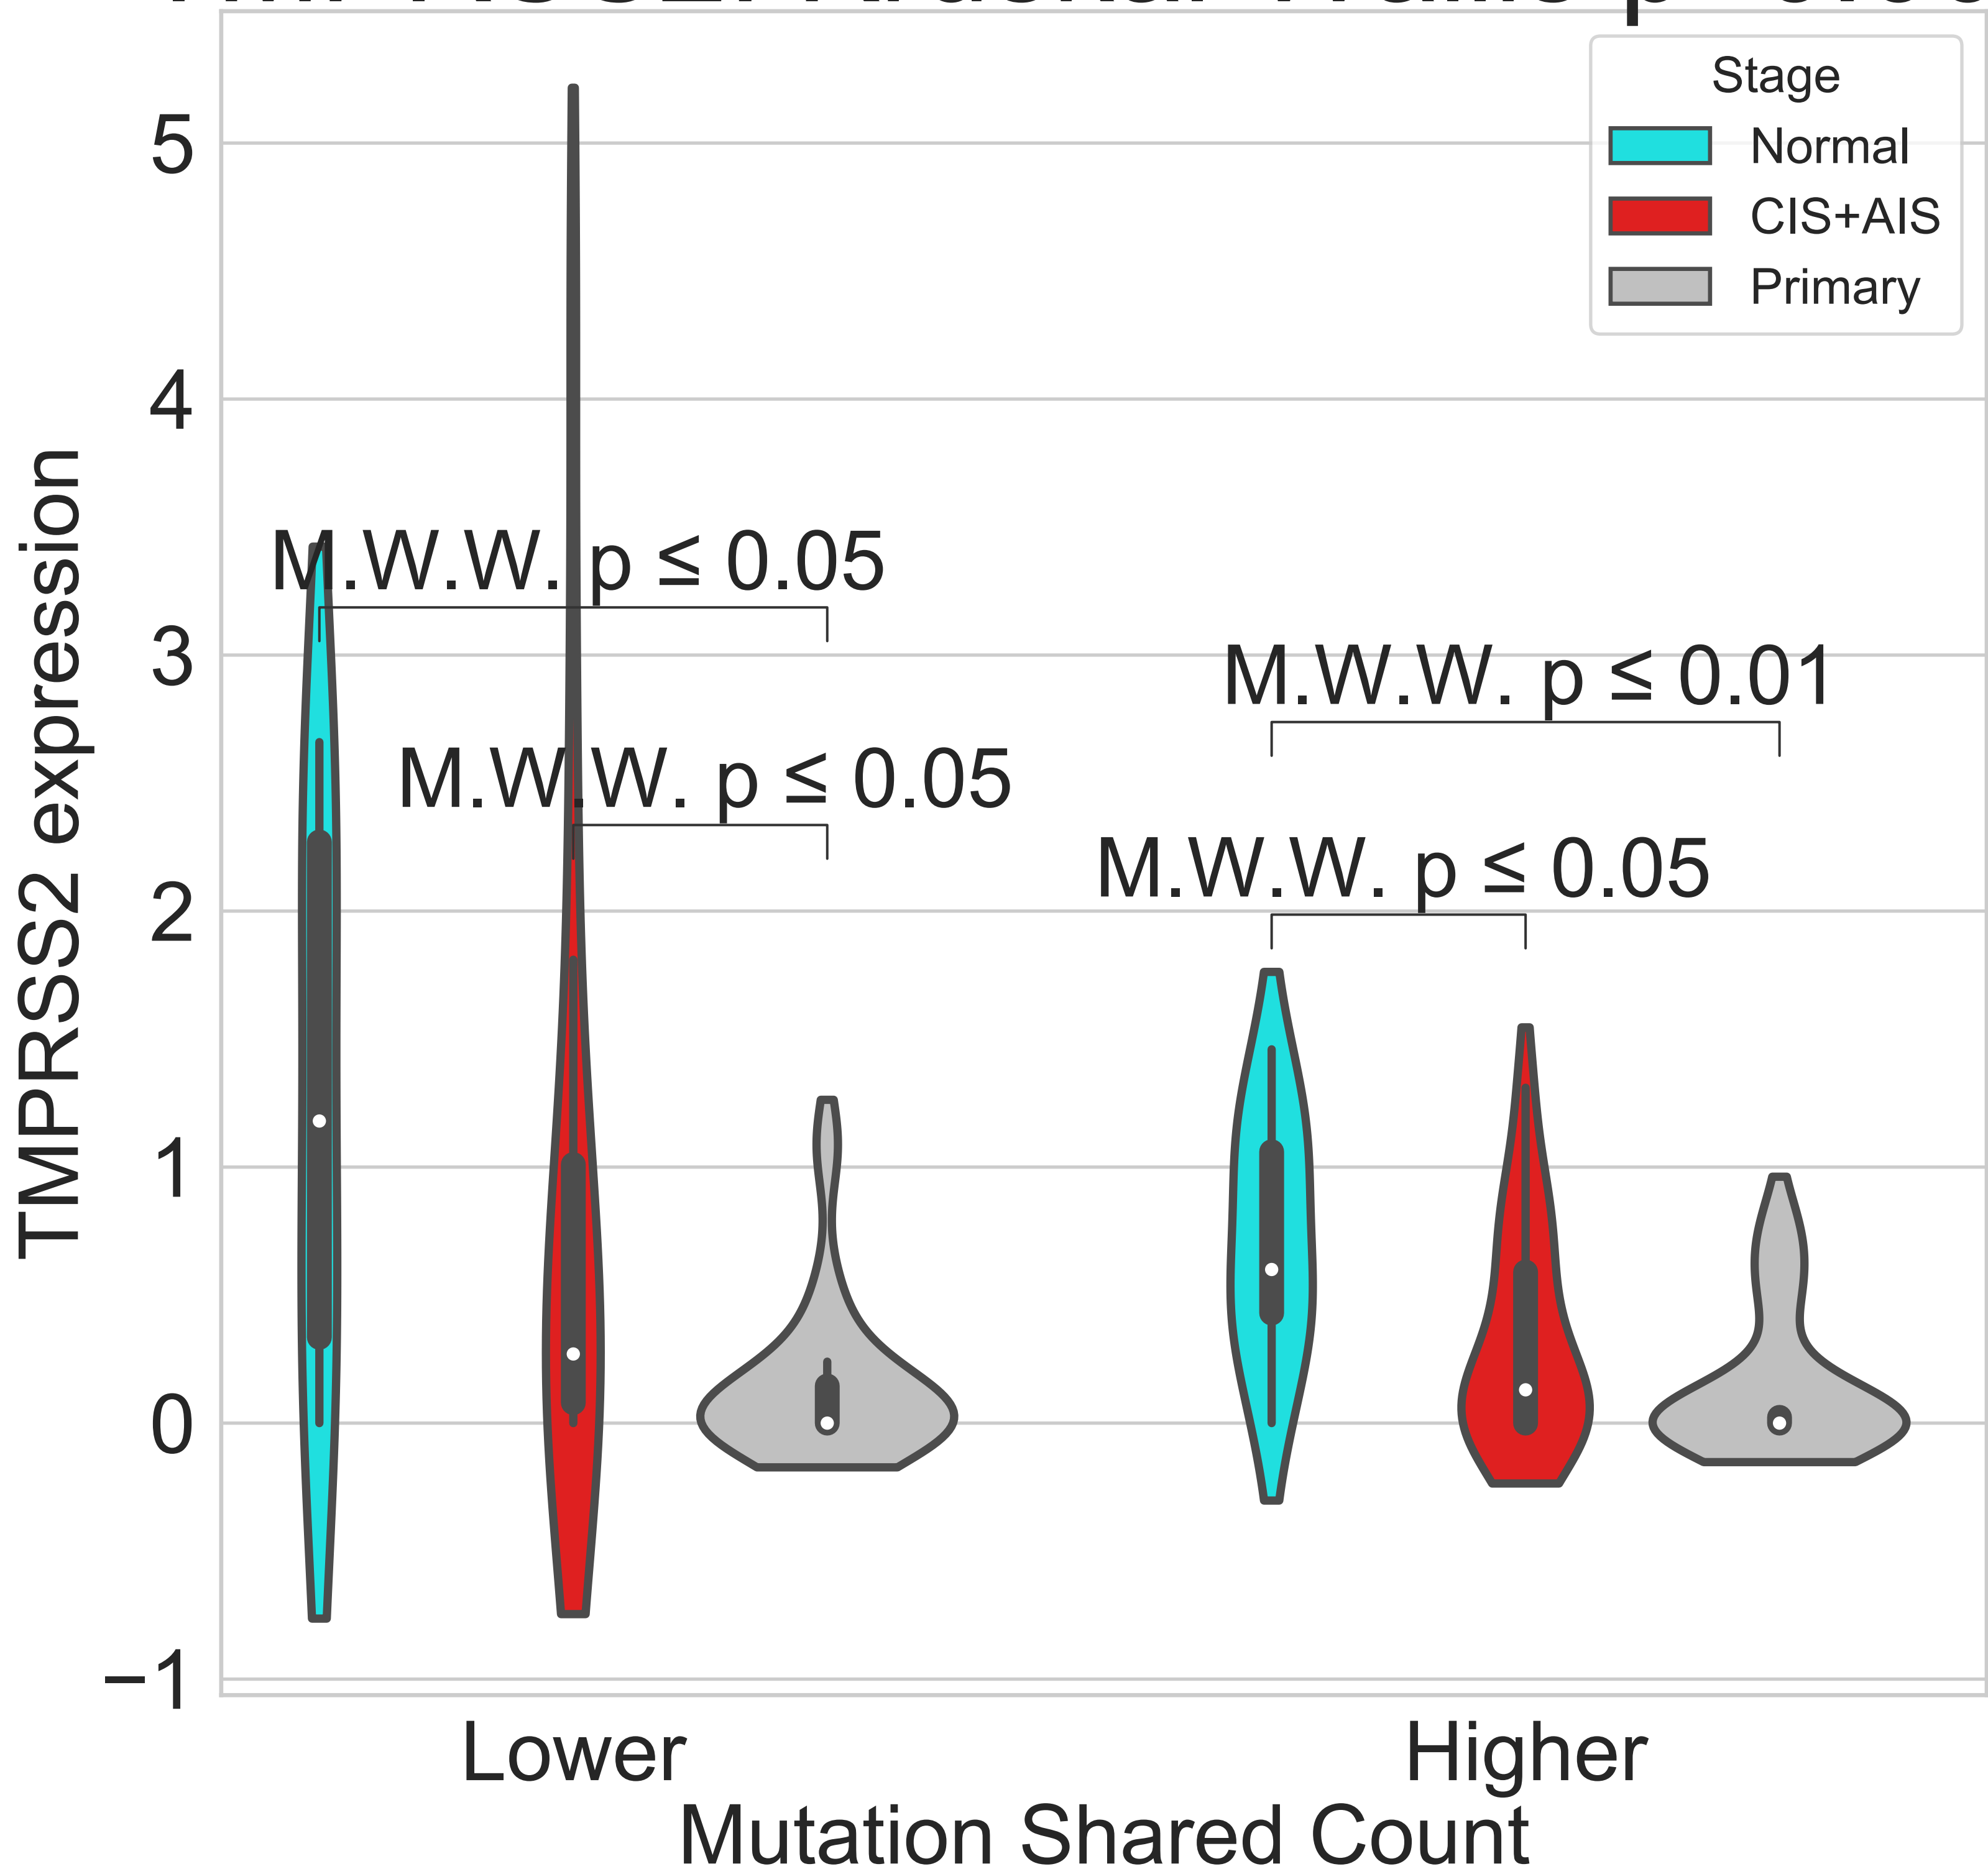 Stage
Normal
CIS+AIS
Primary
5
4
3
2
1
0
−1
TMPRSS2 expression
M.W.W. p ≤ 0.05
M.W.W. p ≤ 0.05
M.W.W. p ≤ 0.01
M.W.W. p ≤ 0.05
Lower
Higher
Mutation Shared Count